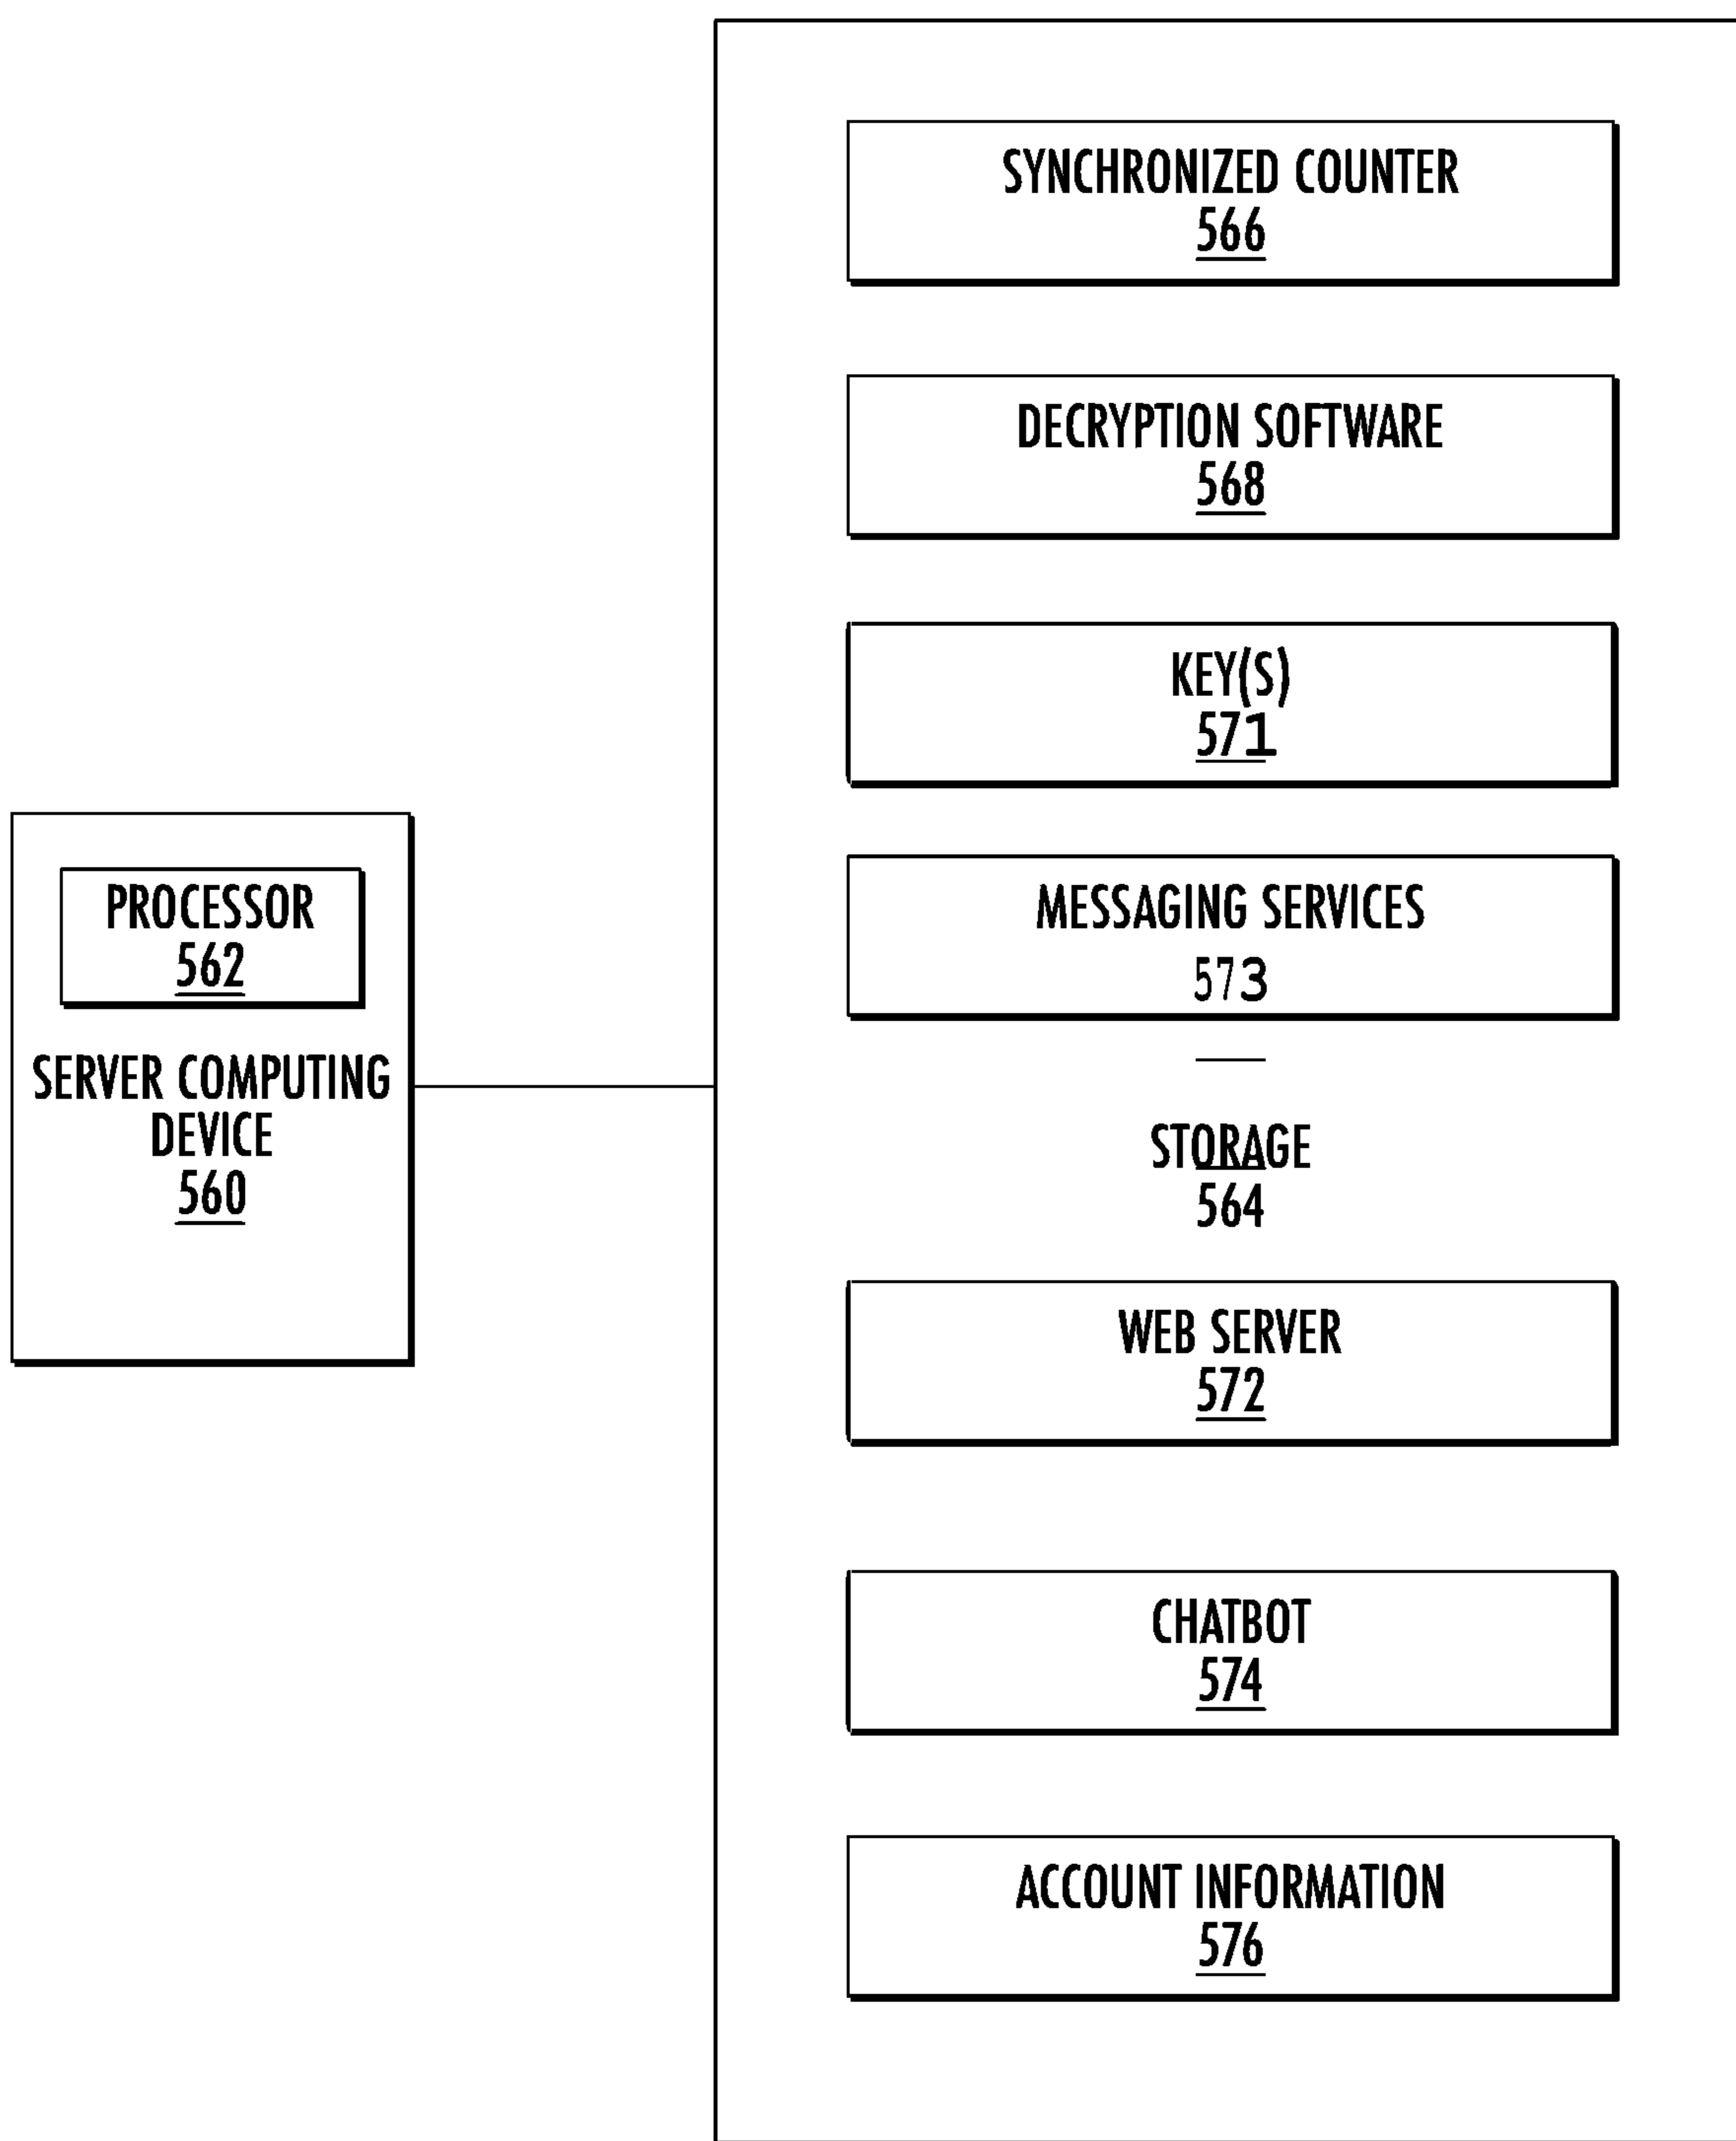 SYNCHRONIZED COUNTER
566
DECRYPTION SOFTWARE
568
KEY(S)
571
PROCESSOR
562
SERVER COMPUTING
DEVICE
560
MESSAGING SERVICES
573
STORAGE
564
WEB SERVER
572
CHATBOT
574
ACCOUNT INFORMATION
576